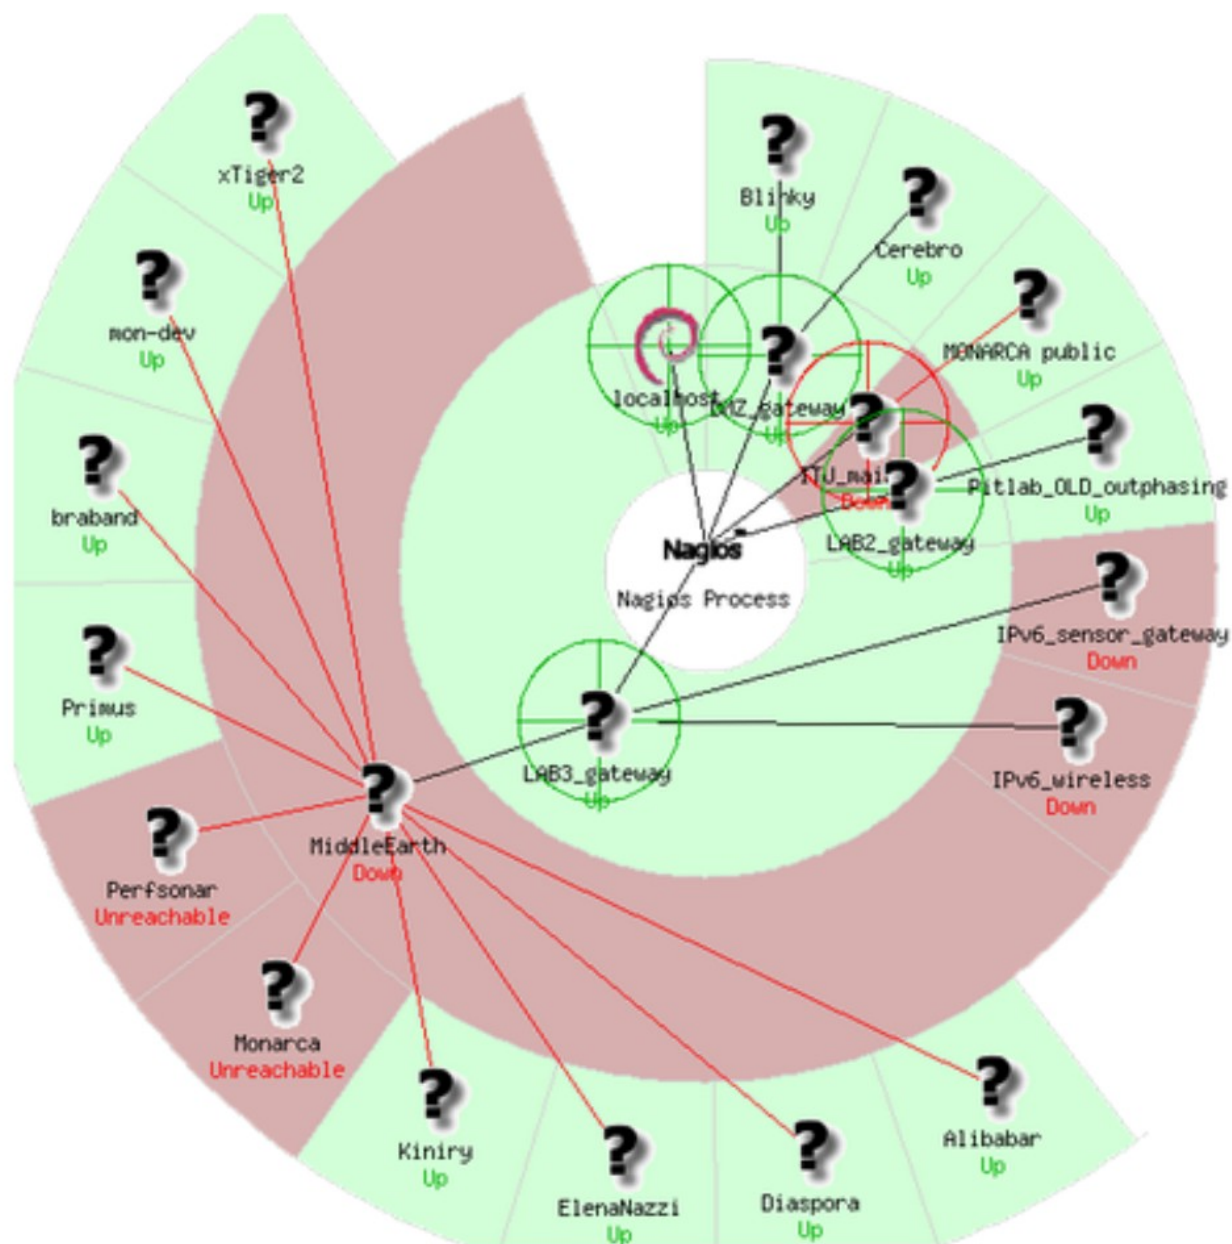 xTiger2
Up
Blinky
Up
Cerebro
Up
mon-dev
Up
MONARCA public
Up
localhost
Up
DMZ_gateway
Up
Down
Pitlab_OLD_outphasing
Up
braband
Up
LAB2_gateway
Up
Nagios
Nagios Process
IPv6_sensor_gateway
Down
Primus
Up
LAB3_gateway
Up
IPv6_wireless
Down
MiddleEarth
Down
Perfsonar
Unreachable
Monarca
Unreachable
Kiniry
Up
Alibabar
Up
ElenaNazzi
Up
Diaspora
Up